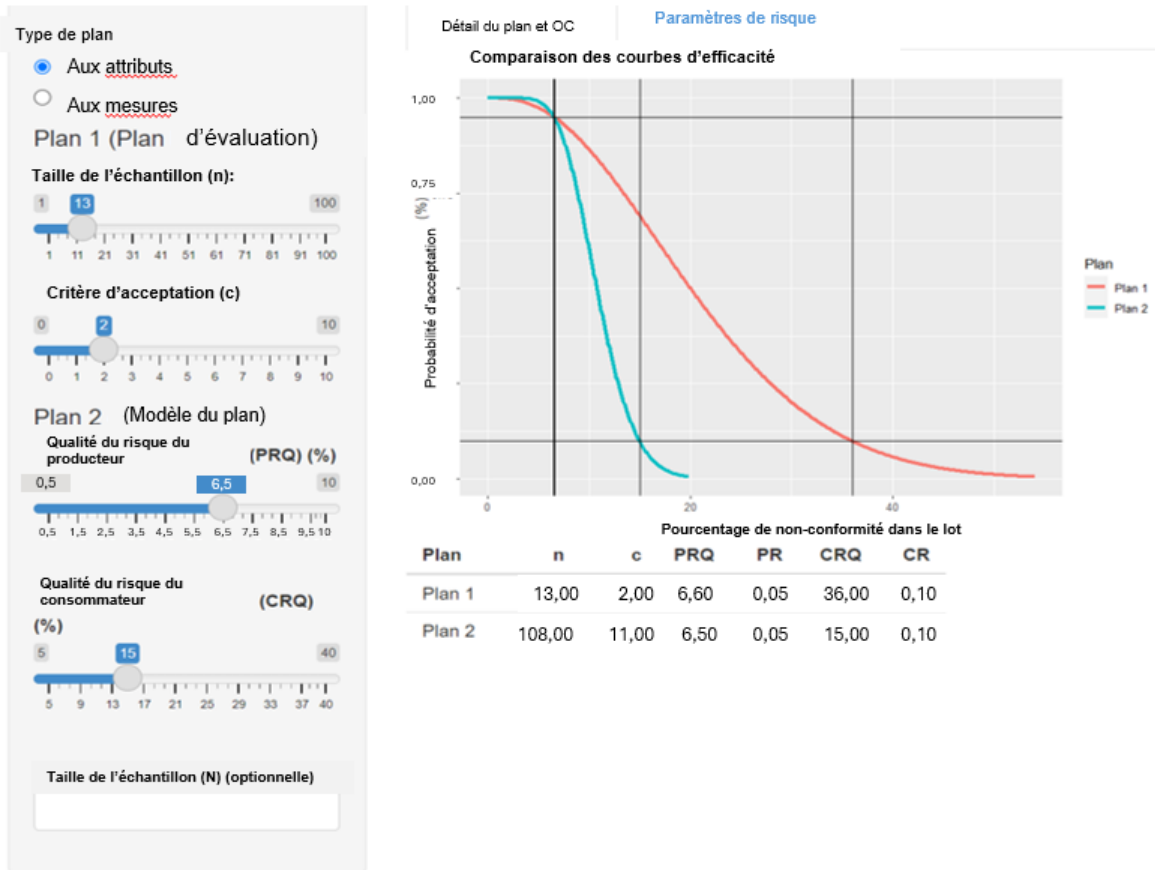 Type de plan
Aux attributs
Aux mesures
Plan 1 (Plan d'évaluation)
Taille de l'échantillon (n):
1 13 100
1 11 21 31 41 51 61 71 81 91 100
Critère d'acceptation (c)
0 2 10
0 1 2 3 4 5 6 7 8 9 10
Plan 2 (Modèle du plan)
Qualité du risque du
producteur (PRQ) (%)
0,5 6,5 10
0,5 1,5 2,5 3,5 4,5 5,5 6,5 7,5 8,5 9,5 10
Qualité du risque du
consommateur (CRQ)
(%)
5 15 40
5 9 13 17 21 25 29 33 37 40
Taille de l'échantillon (N) (optionnelle)
Détail du plan et OC
Paramètres de risque
Comparaison des courbes d'efficacité
1,00
0,75
0,00
Probabilité d'acceptation (%)
0 20 40
Pourcentage de non-conformité dans le lot
Plan
Plan 1
Plan 2
Plan n c PRQ PR CRQ CR
Plan 1 13,00 2,00 6,60 0,05 36,00 0,10
Plan 2 108,00 11,00 6,50 0,05 15,00 0,10